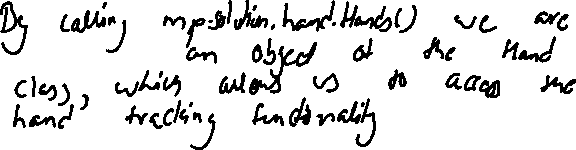 By calling mp.solution.hand.Hands() we are
an object of the Hand
class, which allows us to access the
hand tracking functionality